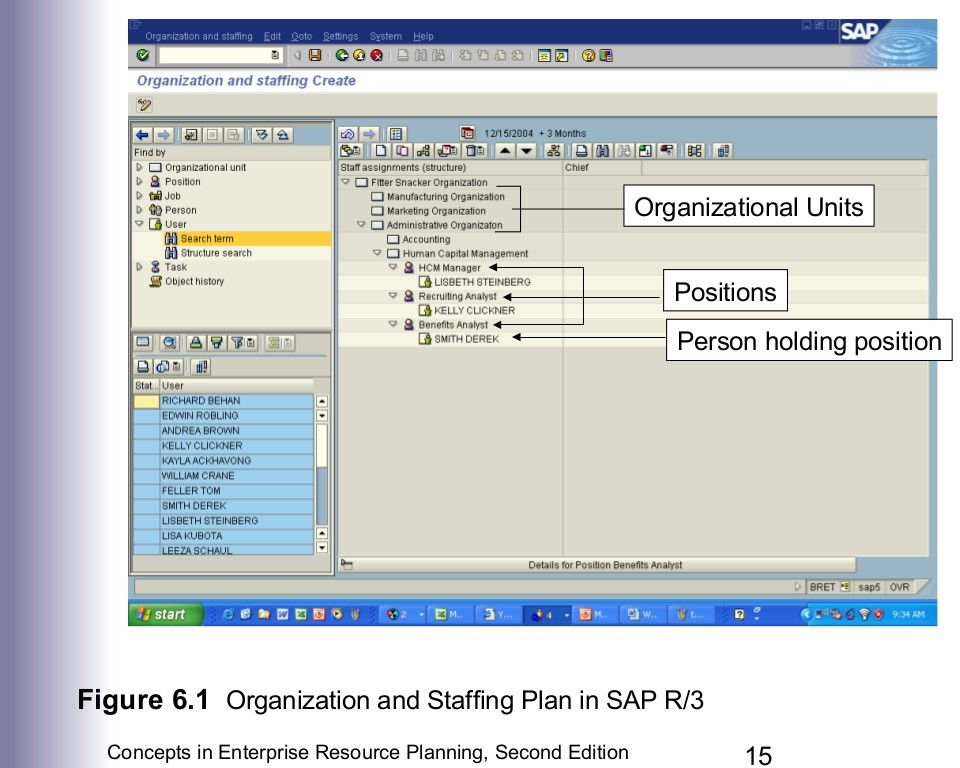 Organization and staffing Edit Goto Settings System Help
SAP
Organization and staffing Create
12/15/2004 + 3 Months
Find by
Organizational unit
Position
Job
Person
User
Search term
Structure search
Task
Object history
Staff assignments (structure) Chief
Fitter Snacker Organization
Manufacturing Organization
Marketing Organization
Administrative Organizaton
Accounting
Human Capital Management
HCM Manager
LISBETH STEINBERG
Recruiting Analyst
KELLY CLICKNER
Benefits Analyst
SMITH DEREK
Organizational Units
Positions
Person holding position
Stat... User
RICHARD BEHAN
EDWIN ROBLING
ANDREA BROWN
KELLY CLICKNER
KAYLA ACKHAVONG
WILLIAM CRANE
FELLER TOM
SMITH DEREK
LISBETH STEINBERG
LISA KUBOTA
LEEZA SCHAUL
Details for Position Benefits Analyst
BRET sap5 OVR
start 2 M.. Y... 4 M.. W.. t... 9:34 AM
Figure 6.1 Organization and Staffing Plan in SAP R/3
Concepts in Enterprise Resource Planning, Second Edition 15